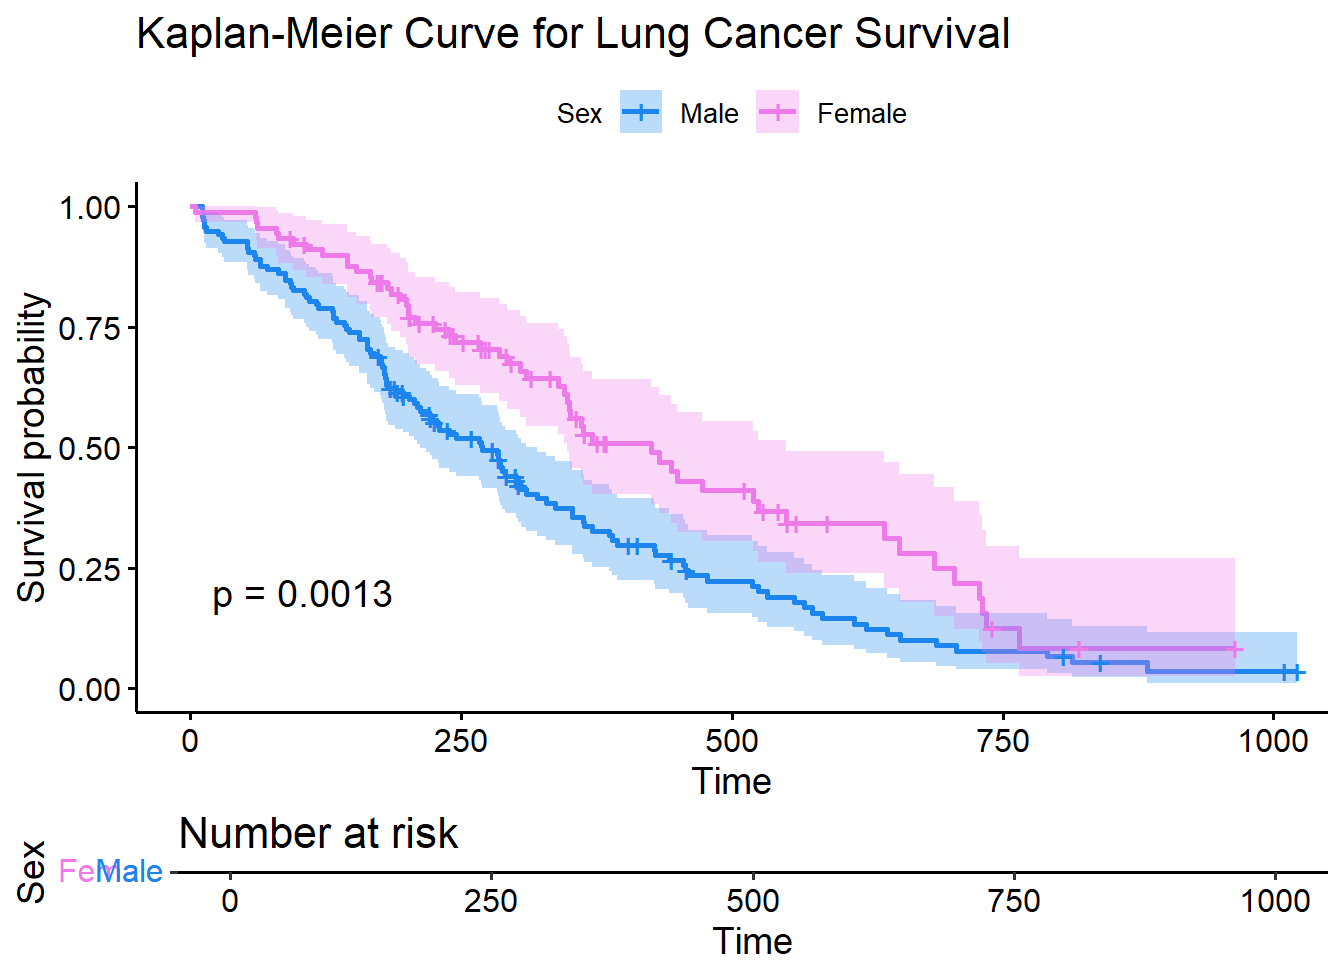 Kaplan-Meier Curve for Lung Cancer Survival
Sex Male Female
Survival probability
1.00
0.75
0.50
0.25
0.00
p = 0.0013
0 250 500 750 1000
Time
Number at risk
Sex
Male
0 250 500 750 1000
Time